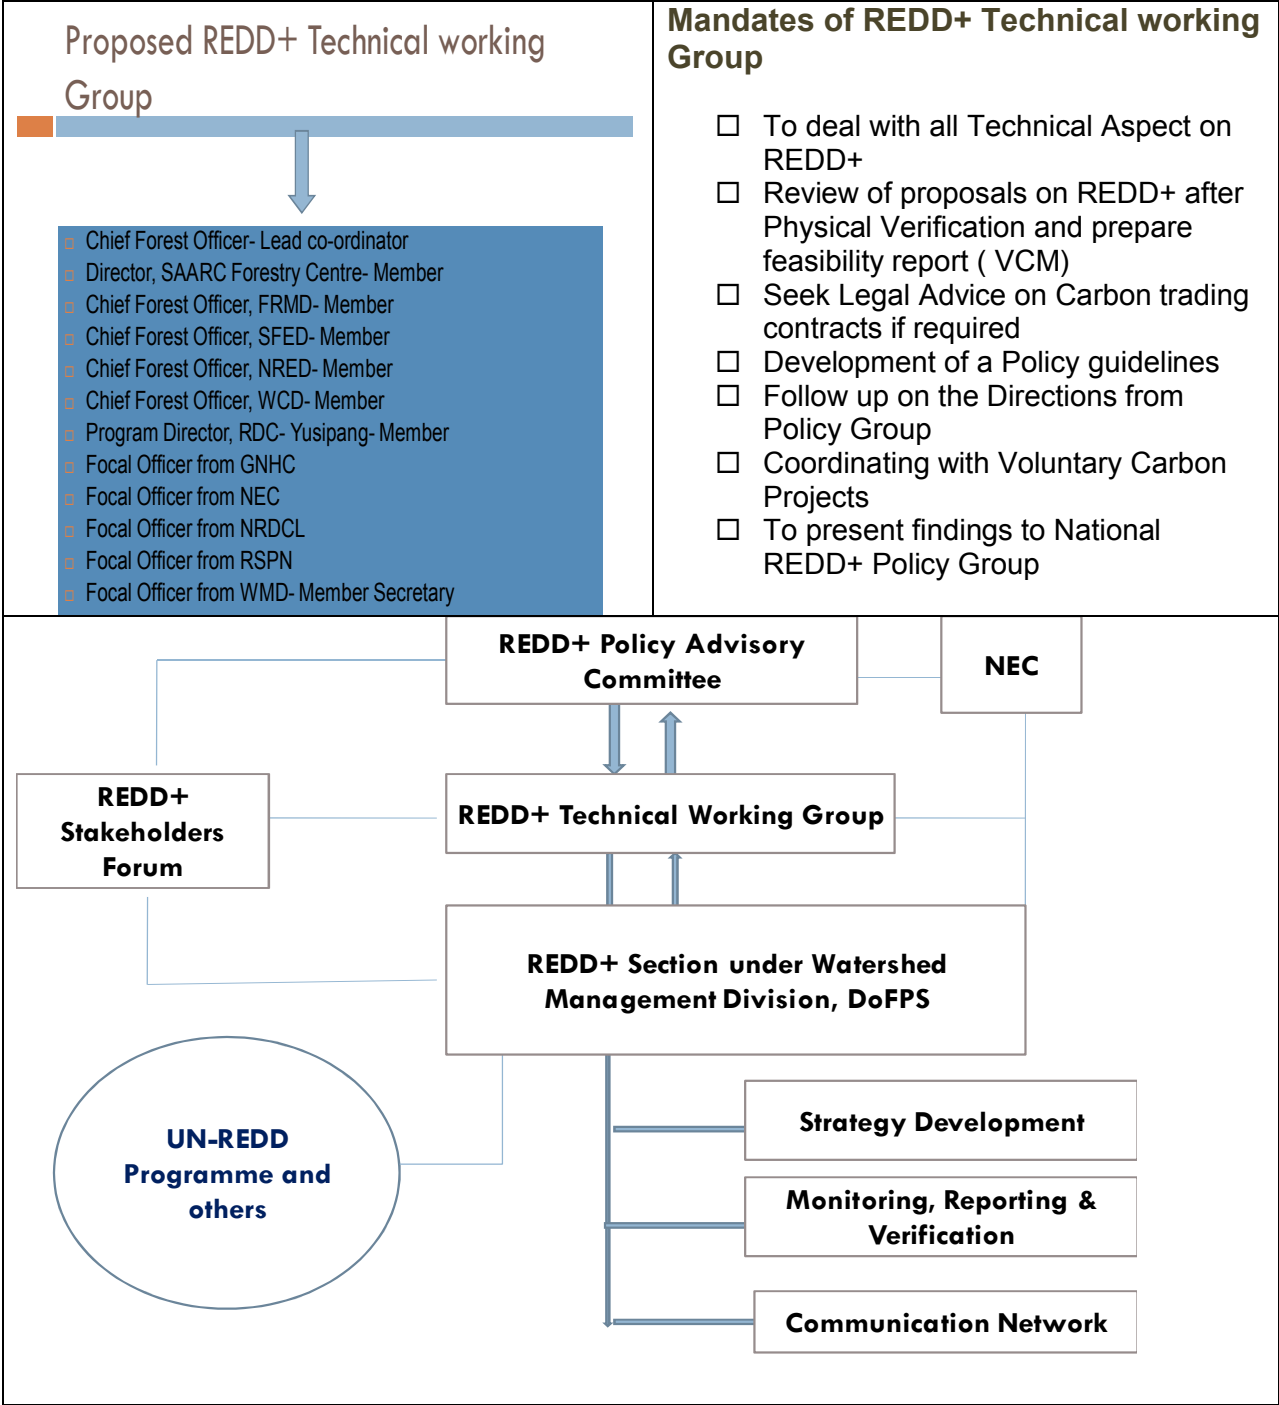 Proposed REDD+ Technical working
Group
Chief Forest Officer- Lead co-ordinator
Director, SAARC Forestry Centre- Member
Chief Forest Officer, FRMD- Member
Chief Forest Officer, SFED- Member
Chief Forest Officer, NRED- Member
Chief Forest Officer, WCD- Member
Program Director, RDC- Yusipang- Member
Focal Officer from GNHC
Focal Officer from NEC
Focal Officer from NRDCL
Focal Officer from RSPN
Focal Officer from WMD- Member Secretary
Mandates of REDD+ Technical working
Group
To deal with all Technical Aspect on
REDD+
Review of proposals on REDD+ after
Physical Verification and prepare
feasibility report ( VCM)
Seek Legal Advice on Carbon trading
contracts if required
Development of a Policy guidelines
Follow up on the Directions from
Policy Group
Coordinating with Voluntary Carbon
Projects
To present findings to National
REDD+ Policy Group
REDD+ Policy Advisory
Committee
NEC
REDD+
Stakeholders
Forum
REDD+ Technical Working Group
REDD+ Section under Watershed
Management Division, DoFPS
UN-REDD
Programme and
others
Strategy Development
Monitoring, Reporting &
Verification
Communication Network